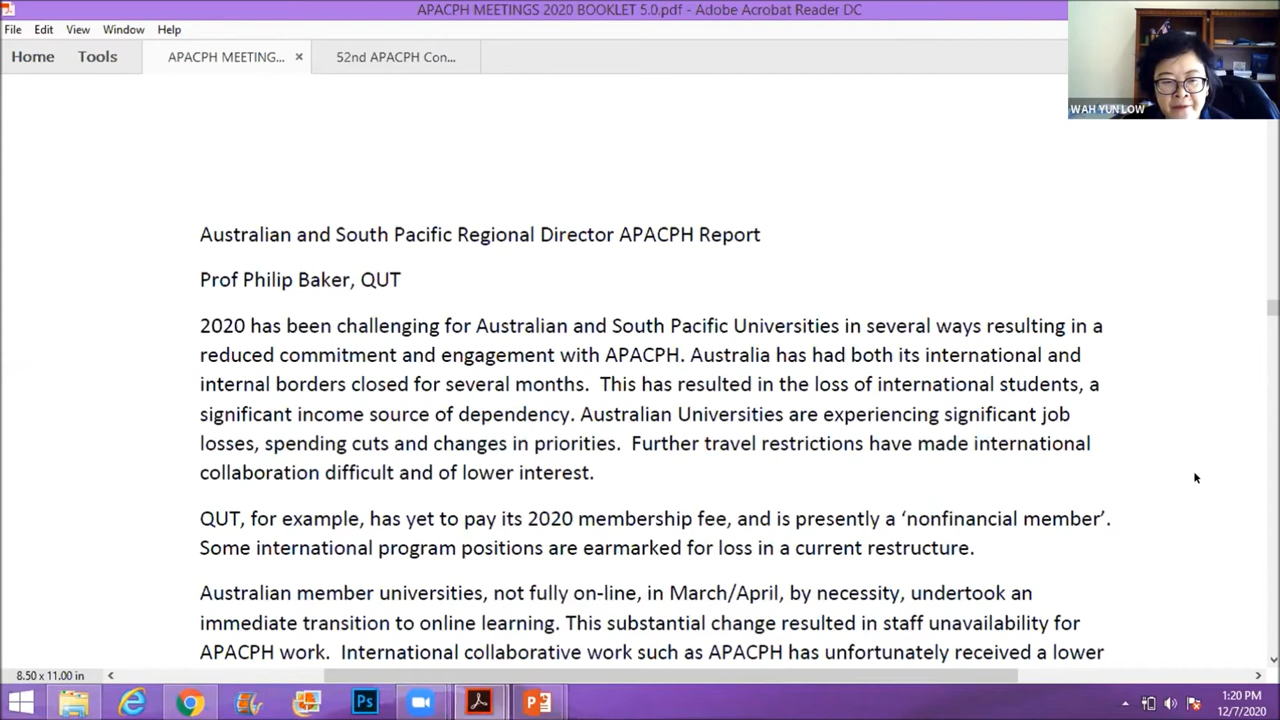 APACPH MEETINGS 2020 BOOKLET 5.0.pdf - Adobe Acrobat Reader DC
File Edit View Window Help
Home Tools APACPH MEETING... × 52nd APACPH Con...
WAH YUN LOW
Australian and South Pacific Regional Director APACPH Report
Prof Philip Baker, QUT
2020 has been challenging for Australian and South Pacific Universities in several ways resulting in a
reduced commitment and engagement with APACPH. Australia has had both its international and
internal borders closed for several months.  This has resulted in the loss of international students, a
significant income source of dependency. Australian Universities are experiencing significant job
losses, spending cuts and changes in priorities.  Further travel restrictions have made international
collaboration difficult and of lower interest.
QUT, for example, has yet to pay its 2020 membership fee, and is presently a ‘nonfinancial member’.
Some international program positions are earmarked for loss in a current restructure.
Australian member universities, not fully on-line, in March/April, by necessity, undertook an
immediate transition to online learning. This substantial change resulted in staff unavailability for
APACPH work.  International collaborative work such as APACPH has unfortunately received a lower
8.50 x 11.00 in
Ps
1:20 PM
12/7/2020